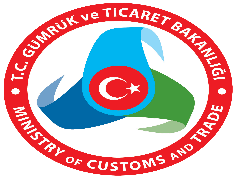 T.C. GÜMRÜK ve TİCARET BAKANLIĞI
MINISTRY OF CUSTOMS AND TRADE